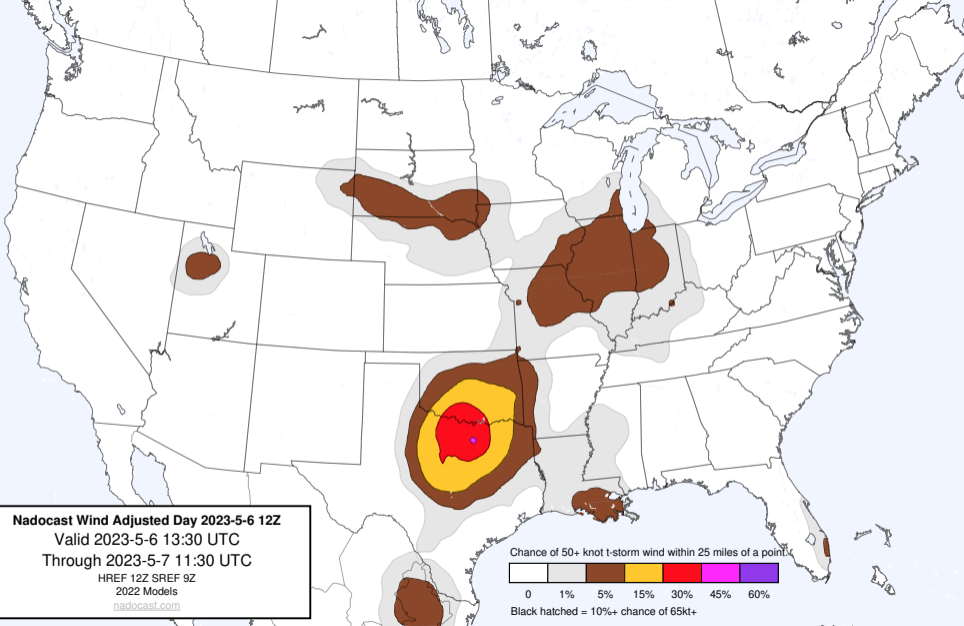 Nadocast Wind Adjusted Day 2023-5-6 12Z
Valid 2023-5-6 13:30 UTC
Through 2023-5-7 11:30 UTC
HREF 12Z SREF 9Z
2022 Models
nadocast.com
Chance of 50+ knot t-storm wind within 25 miles of a point.
0 1% 5% 15% 30% 45% 60%
Black hatched = 10%+ chance of 65kt+